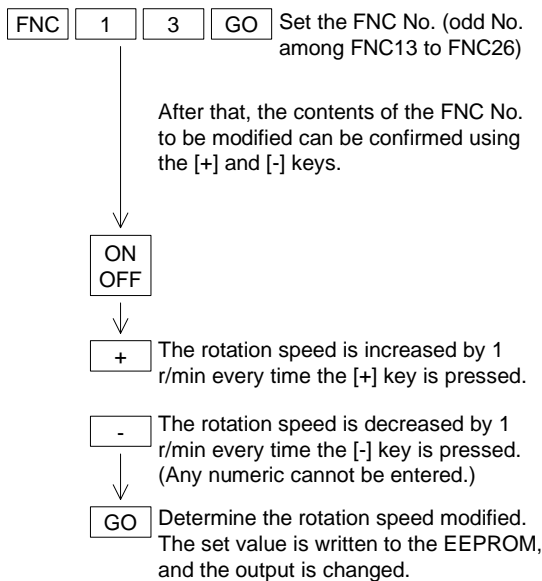 FNC 1 3 GO Set the FNC No. (odd No.
among FNC13 to FNC26)
After that, the contents of the FNC No.
to be modified can be confirmed using
the [+] and [-] keys.
ON
OFF
+ The rotation speed is increased by 1
r/min every time the [+] key is pressed.
- The rotation speed is decreased by 1
r/min every time the [-] key is pressed.
(Any numeric cannot be entered.)
GO Determine the rotation speed modified.
The set value is written to the EEPROM,
and the output is changed.